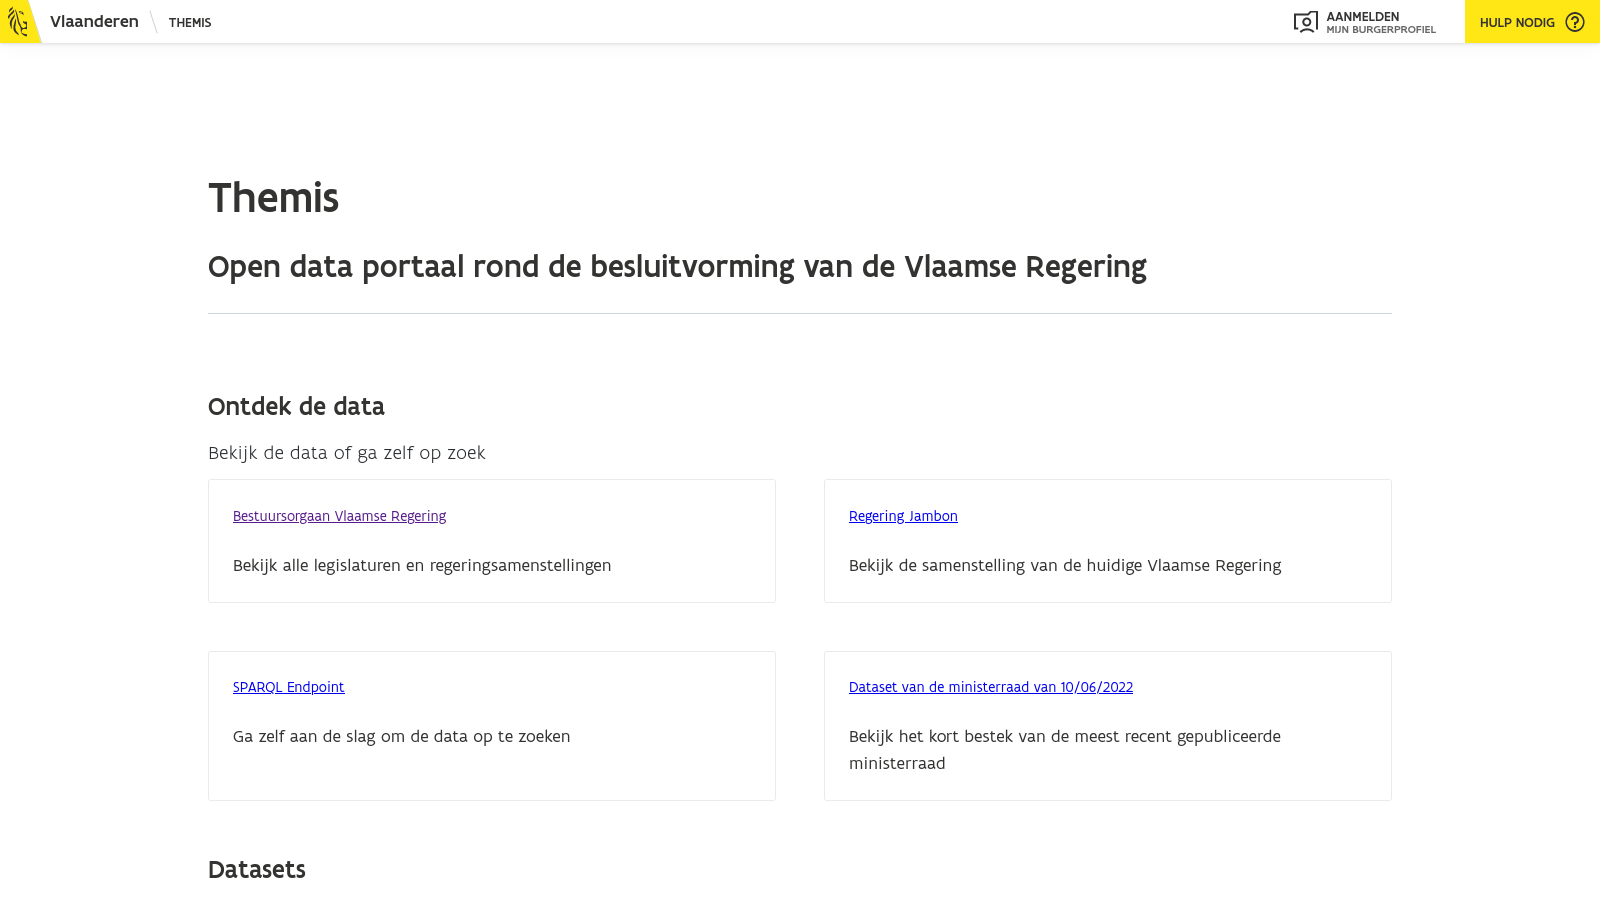 Vlaanderen
THEMIS
AANMELDEN
MIJN BURGERPROFIEL
HULP NODIG
Themis
Open data portaal rond de besluitvorming van de Vlaamse Regering
Ontdek de data
Bekijk de data of ga zelf op zoek
Bestuursorgaan Vlaamse Regering
Bekijk alle legislaturen en regeringsamenstellingen
Regering Jambon
Bekijk de samenstelling van de huidige Vlaamse Regering
SPARQL Endpoint
Ga zelf aan de slag om de data op te zoeken
Dataset van de ministerraad van 10/06/2022
Bekijk het kort bestek van de meest recent gepubliceerde
ministerraad
Datasets